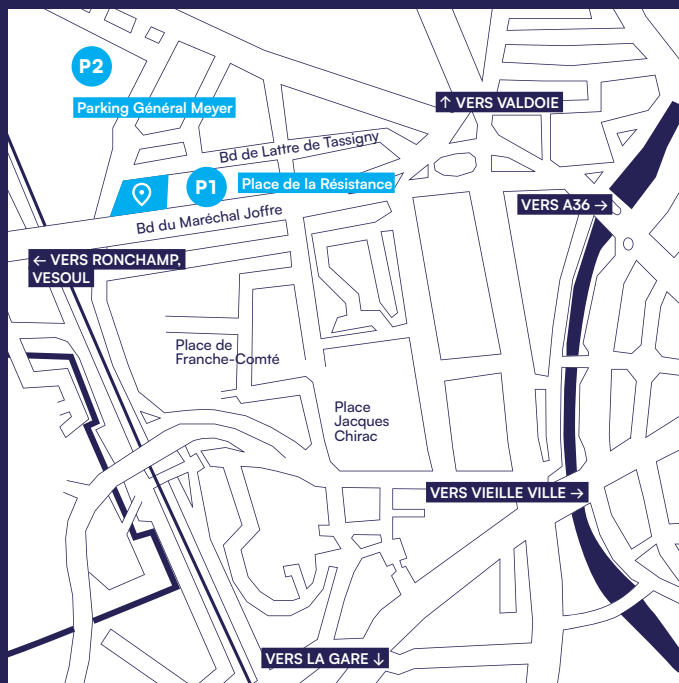 P2
Parking Général Meyer
↑ VERS VALDOIE
Bd de Lattre de Tassigny
P1
Place de la Résistance
Bd du Maréchal Joffre
VERS A36 →
← VERS RONCHAMP,
VESOUL
Place de
Franche-Comté
Place
Jacques
Chirac
VERS VIEILLE VILLE →
VERS LA GARE ↓